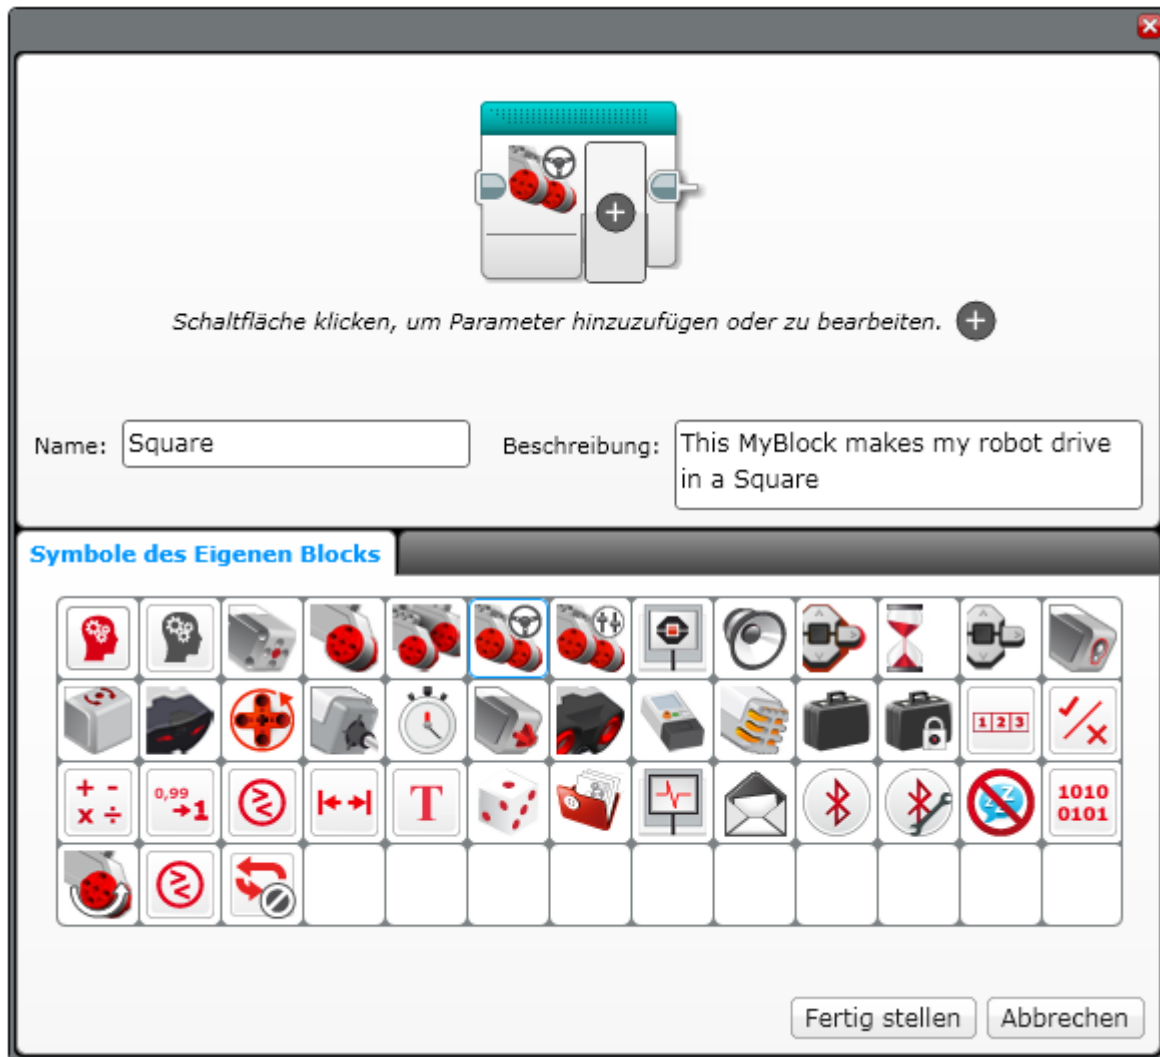 Schaltfläche klicken, um Parameter hinzuzufügen oder zu bearbeiten.
Name: Square
Beschreibung: This MyBlock makes my robot drive
in a Square
Symbole des Eigenen Blocks
1 2 3
+ -
x ÷
0,99
→1
T
1010
0101
Fertig stellen
Abbrechen